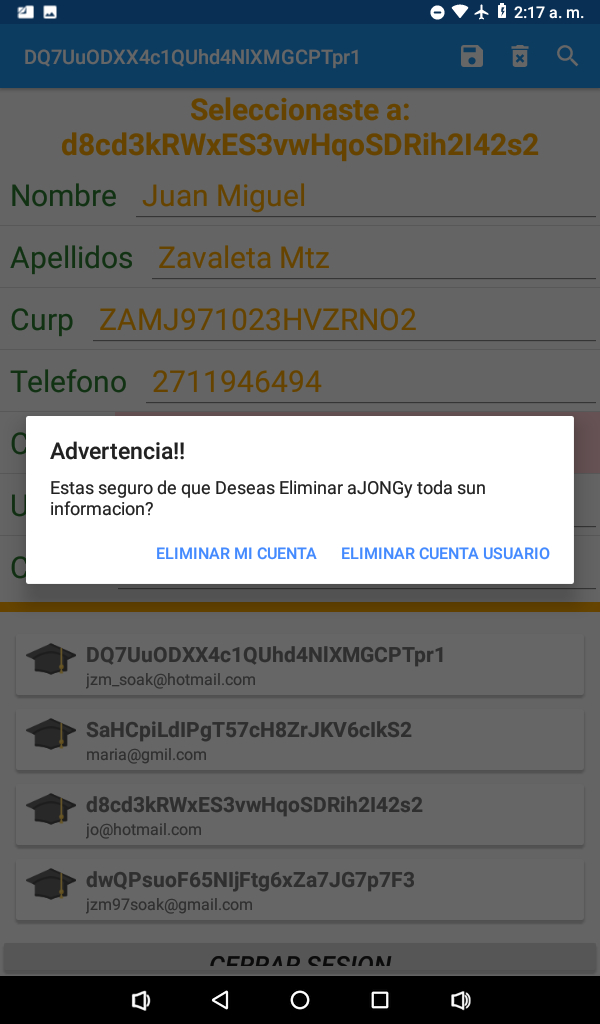 2:17 a. m.
DQ7UuODXX4c1QUhd4NlXMGCPTpr1
Seleccionaste a:
d8cd3kRWxES3vwHqoSDRih2I42s2
Nombre Juan Miguel
Apellidos Zavaleta Mtz
Curp ZAMJ971023HVZRNO2
Telefono 2711946494
C
U
C
Advertencia!!
Estas seguro de que Deseas Eliminar aJONGy toda sun
informacion?
ELIMINAR MI CUENTA ELIMINAR CUENTA USUARIO
DQ7UuODXX4c1QUhd4NlXMGCPTpr1
jzm_soak@hotmail.com
SaHCpiLdIPgT57cH8ZrJKV6cIkS2
maria@gmil.com
d8cd3kRWxES3vwHqoSDRih2I42s2
jo@hotmail.com
dwQPsuoF65NIjFtg6xZa7JG7p7F3
jzm97soak@gmail.com
CERRAR SESION